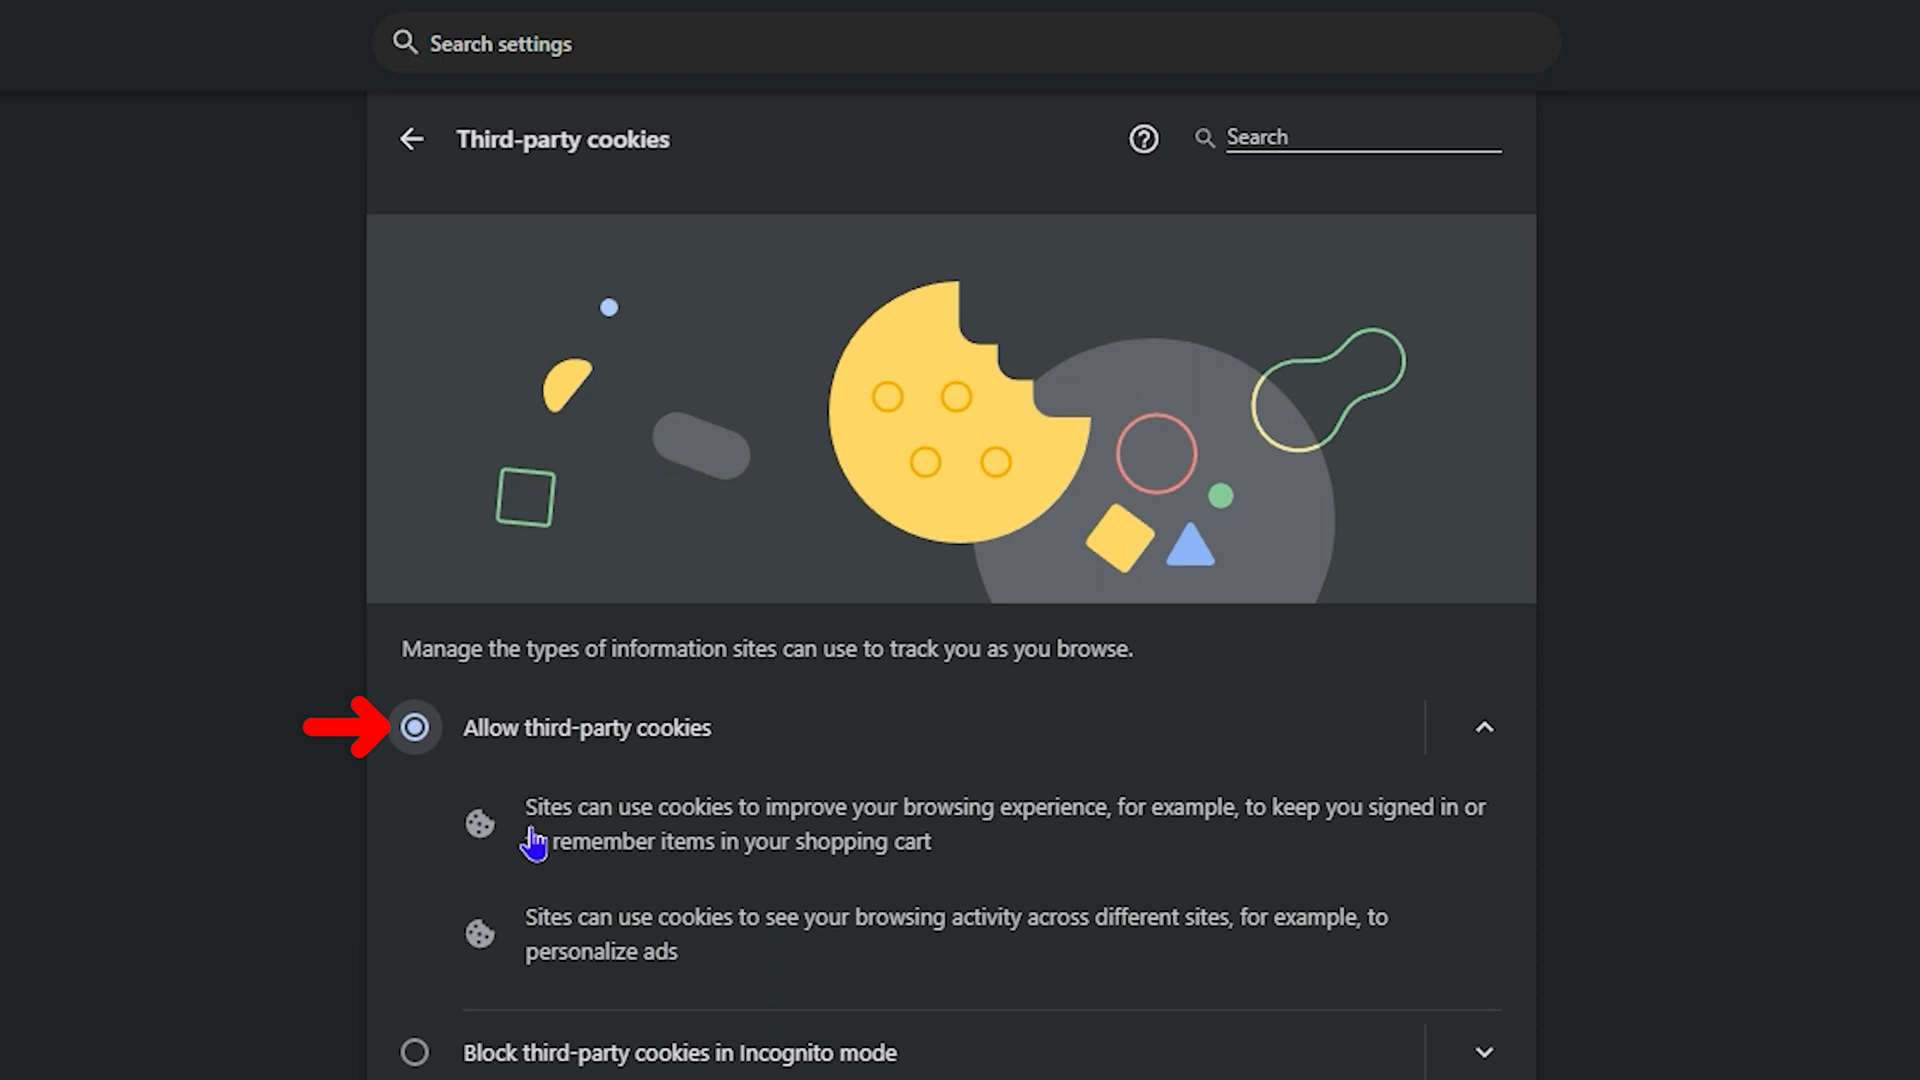 Search settings
Third-party cookies
Search
Manage the types of information sites can use to track you as you browse.
Allow third-party cookies
Sites can use cookies to improve your browsing experience, for example, to keep you signed in or
remember items in your shopping cart
Sites can use cookies to see your browsing activity across different sites, for example, to
personalize ads
Block third-party cookies in Incognito mode